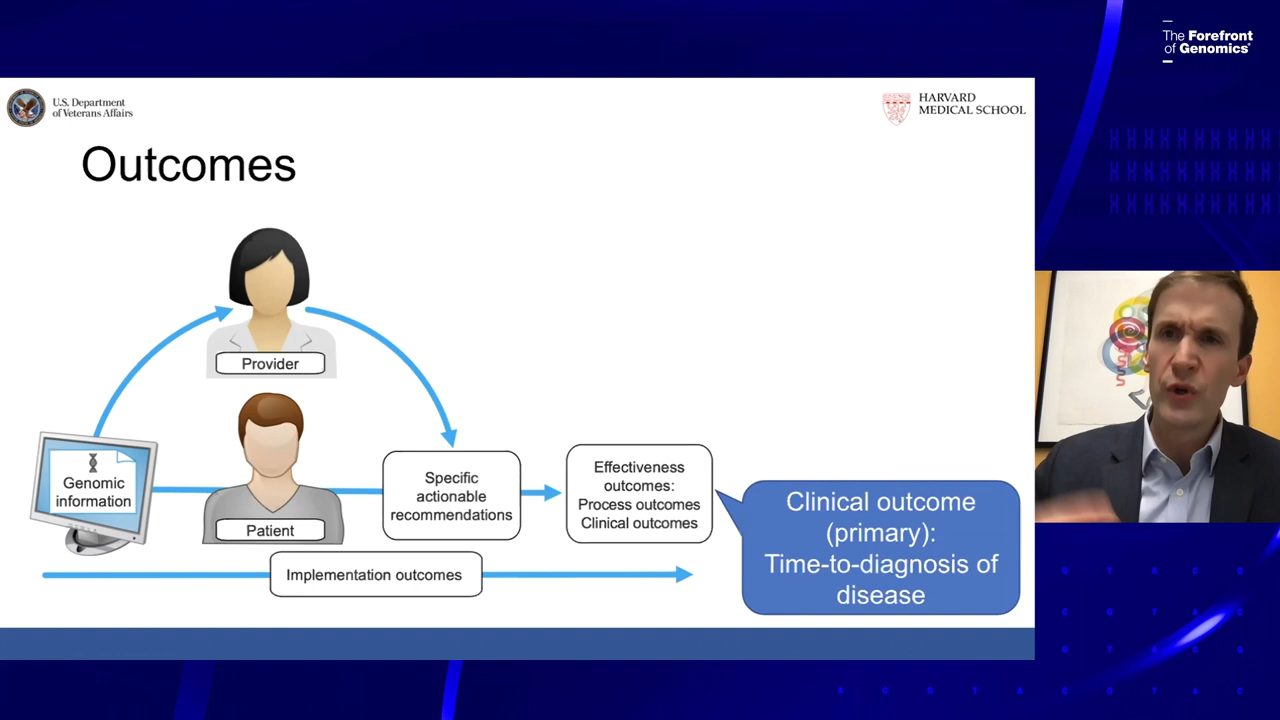 The Forefront
of Genomics®
U.S. Department
of Veterans Affairs
HARVARD
MEDICAL SCHOOL
Outcomes
Provider
Genomic
information
Patient
Specific
actionable
recommendations
Effectiveness
outcomes:
Process outcomes
Clinical outcomes
Clinical outcome
(primary):
Time-to-diagnosis of
disease
Implementation outcomes